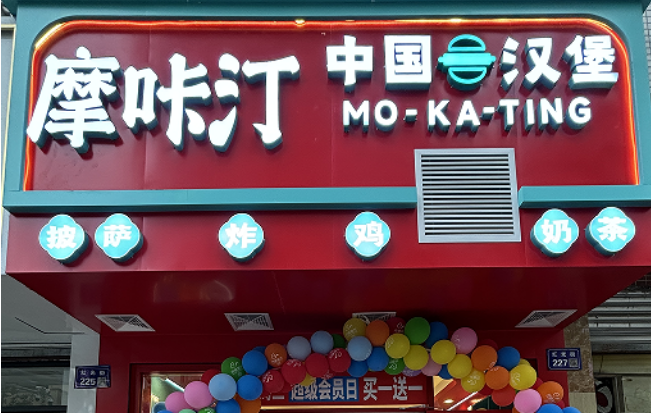 摩咔汀
中国汉堡
MO-KA-TING
披萨 炸鸡 奶茶
225
227
超级会员日 买一送一